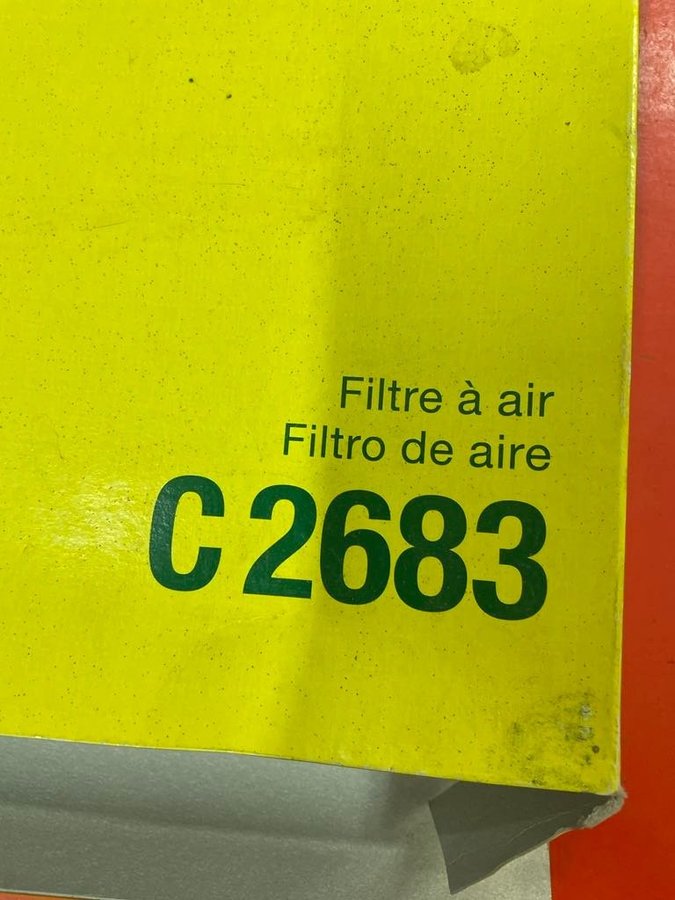 Filtre à air
Filtro de aire
C 2683